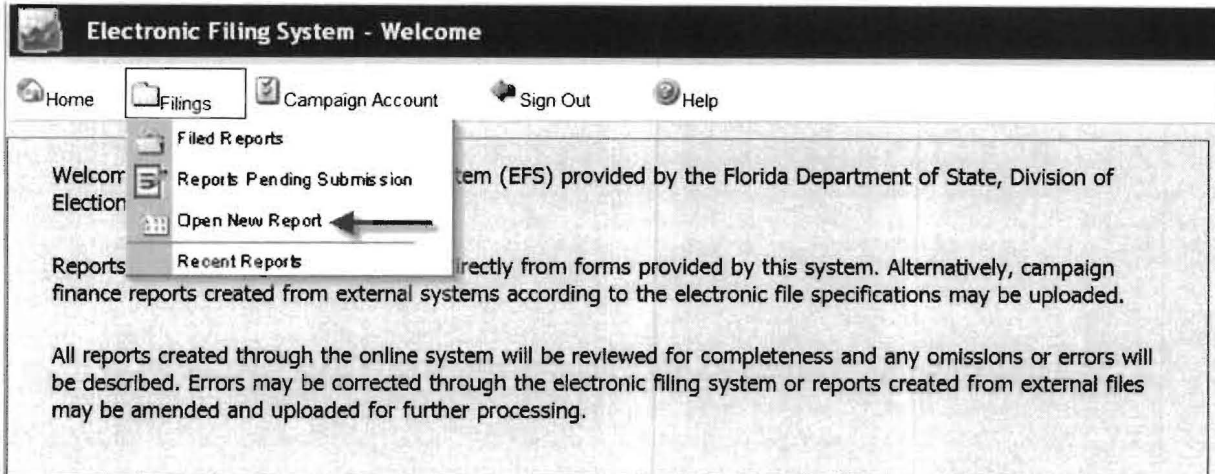 Electronic Filing System - Welcome
Home Filings Campaign Account Sign Out Help
Filed Reports
Reports Pending Submission
Open New Report
Recent Reports
Welcom tem (EFS) provided by the Florida Department of State, Division of
Election
Reports rectly from forms provided by this system. Alternatively, campaign
finance reports created from external systems according to the electronic file specifications may be uploaded.
All reports created through the online system will be reviewed for completeness and any omissions or errors will
be described. Errors may be corrected through the electronic filing system or reports created from external files
may be amended and uploaded for further processing.